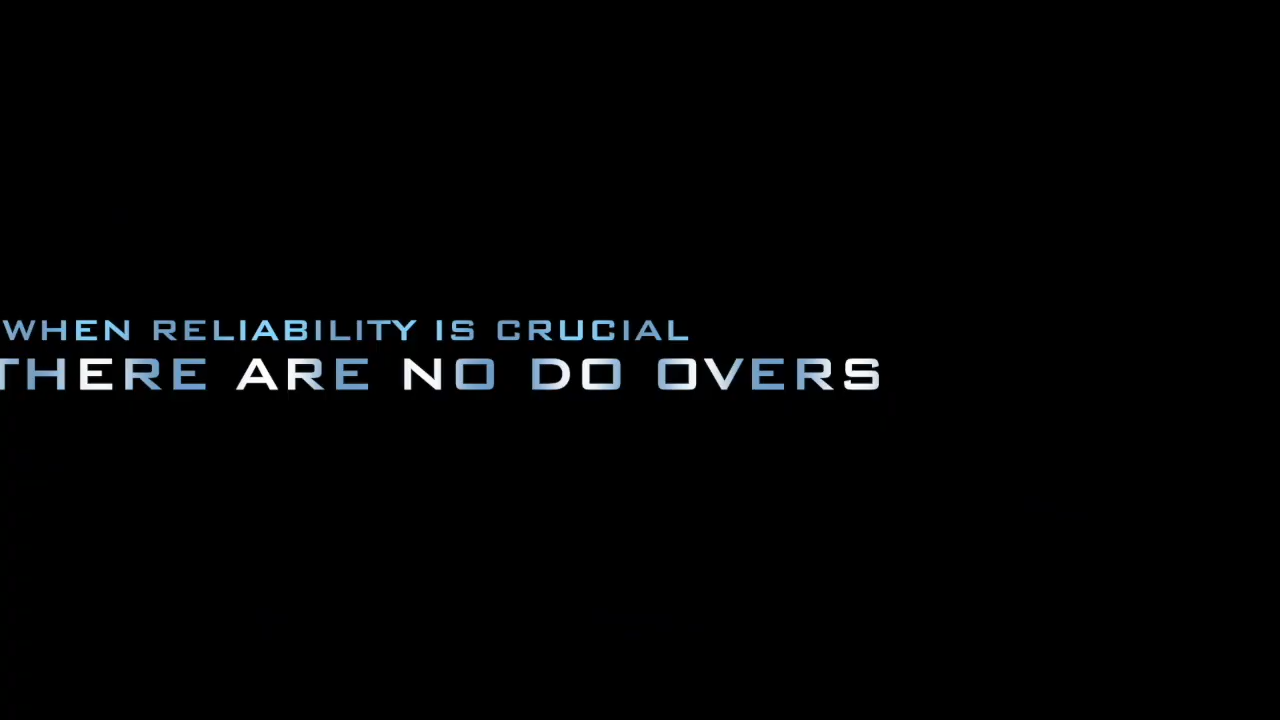 WHEN RELIABILITY IS CRUCIAL
THERE ARE NO DO OVERS